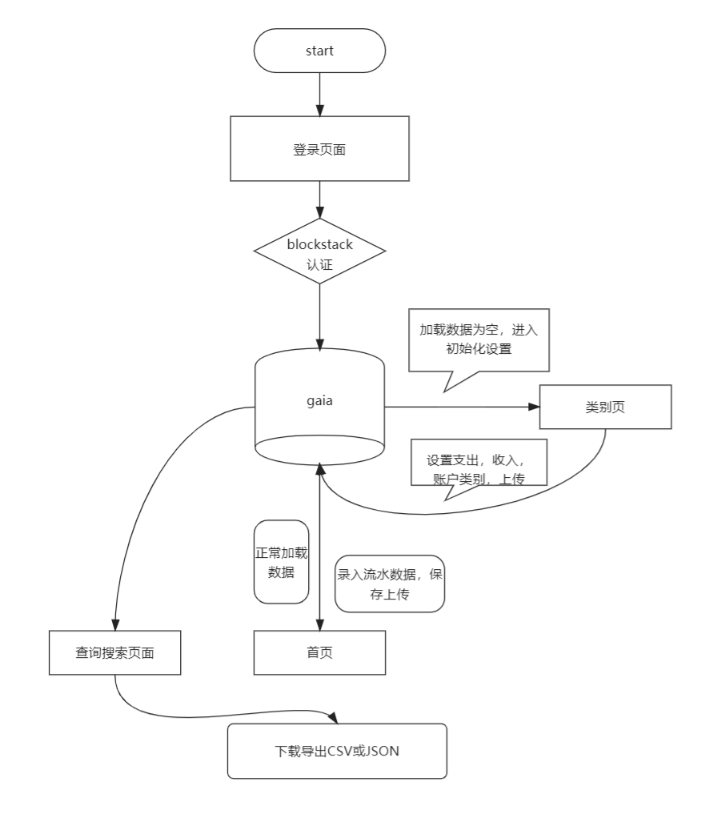 start
登录页面
blockstack
认证
加载数据为空，进入
初始化设置
gaia
类别页
设置支出，收入，
账户类别，上传
正常加载
数据
录入流水数据，保
存上传
查询搜索页面
首页
下载导出CSV或JSON